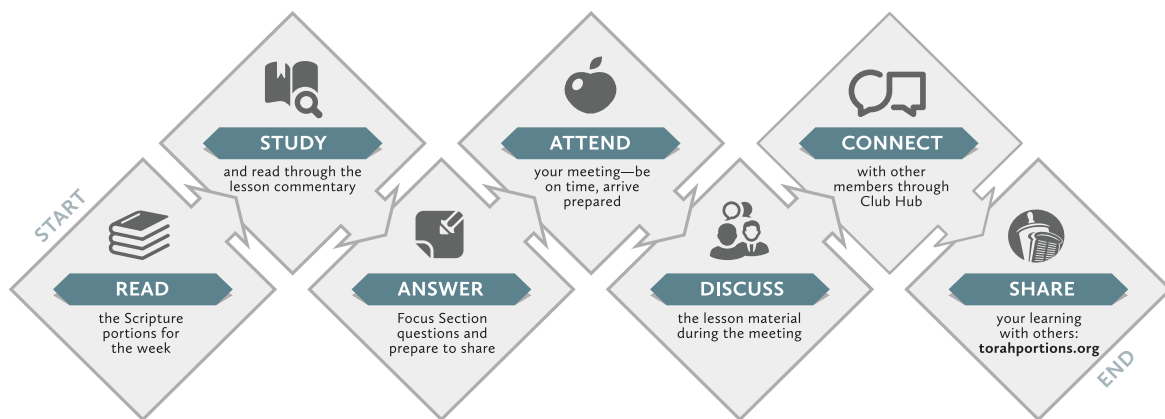 START
READ
the Scripture
portions for
the week
STUDY
and read through the
lesson commentary
ANSWER
Focus Section
questions and
prepare to share
ATTEND
your meeting—be
on time, arrive
prepared
DISCUSS
the lesson material
during the meeting
CONNECT
with other
members through
Club Hub
SHARE
your learning
with others:
torahportions.org
END